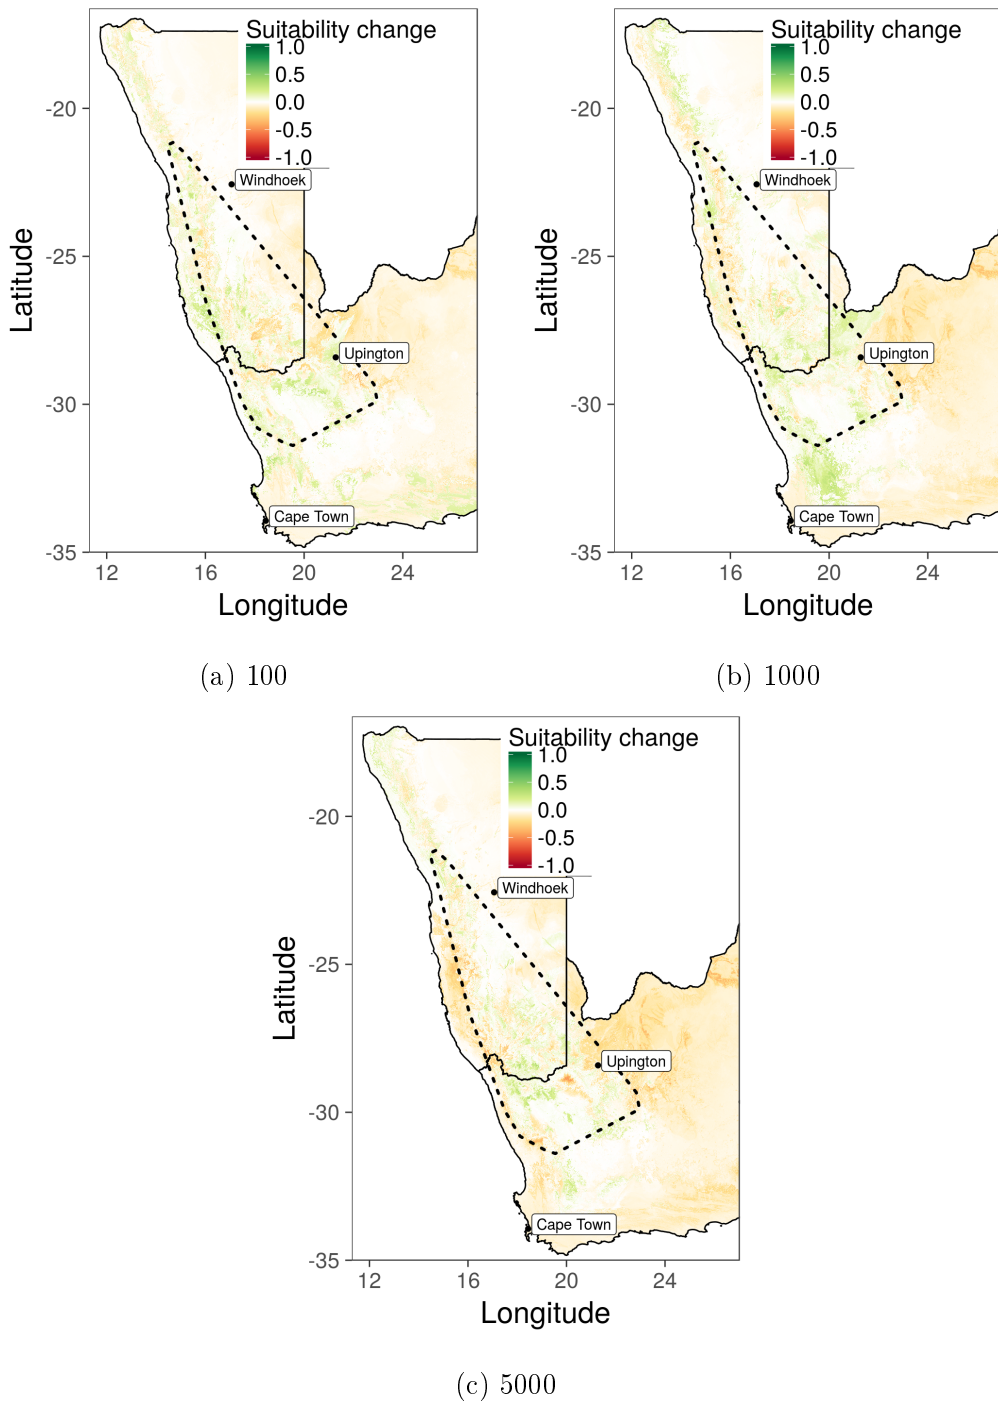 Suitability change
1.0
0.5
0.0
-0.5
-1.0
-20
-25
-30
-35
Latitude
Windhoek
Upington
Cape Town
12 16 20 24
Longitude
(a) 100
Suitability change
1.0
0.5
0.0
-0.5
-1.0
-20
-25
-30
-35
Latitude
Windhoek
Upington
Cape Town
12 16 20 24
Longitude
(b) 1000
Suitability change
1.0
0.5
0.0
-0.5
-1.0
-20
-25
-30
-35
Latitude
Windhoek
Upington
Cape Town
12 16 20 24
Longitude
(c) 5000